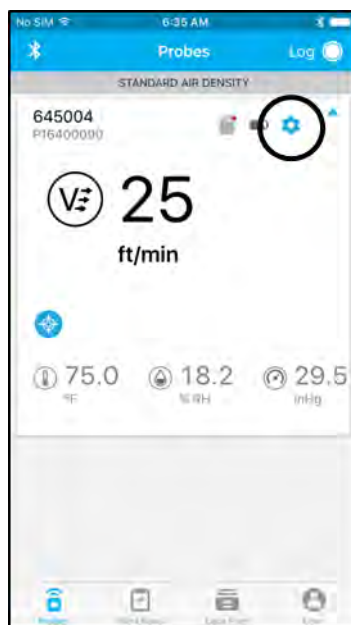 No SIM 6:35 AM
Probes Log
STANDARD AIR DENSITY
645004
P16400090
V 25
ft/min
75.0 18.2 29.5
°F %RH inHg
Probes